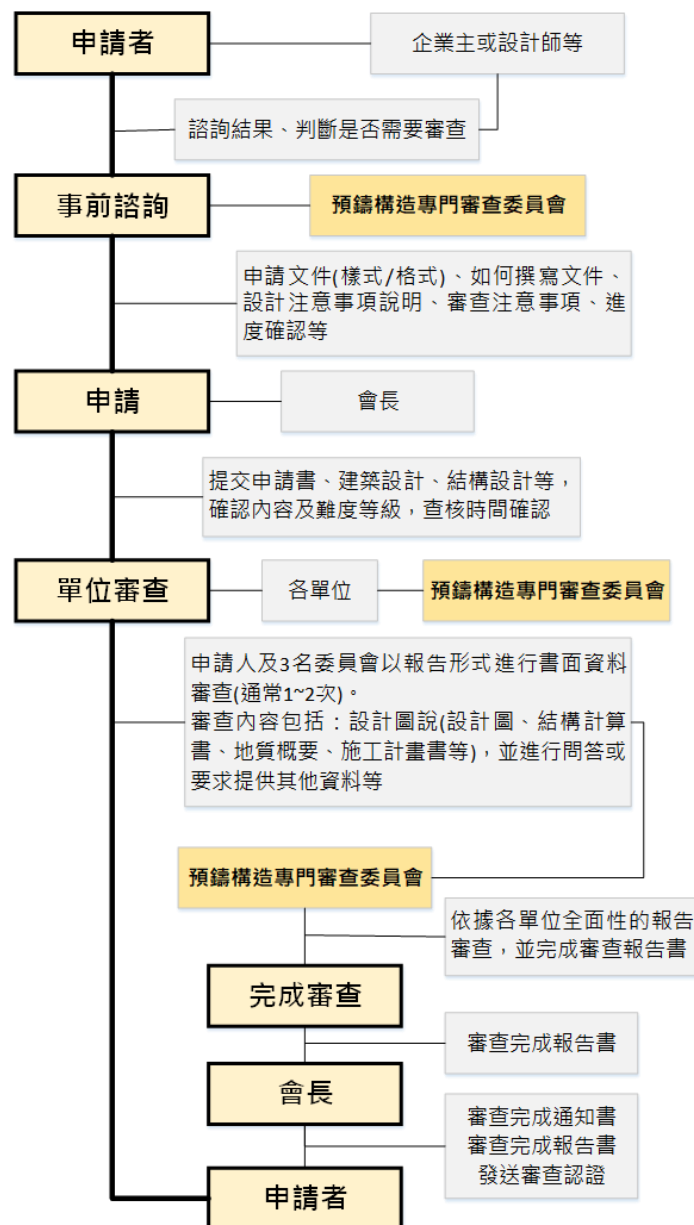 申請者
企業主或設計師等
諮詢結果、判斷是否需要審查
事前諮詢
預鑄構造專門審查委員會
申請文件(樣式/格式)、如何撰寫文件、
設計注意事項說明、審查注意事項、進
度確認等
申請
會長
提交申請書、建築設計、結構設計等，
確認內容及難度等級，查核時間確認
單位審查
各單位
預鑄構造專門審查委員會
申請人及3名委員會以報告形式進行書面資料
審查(通常1~2次)。
審查內容包括：設計圖說(設計圖、結構計算
書、地質概要、施工計畫書等)，並進行問答或
要求提供其他資料等
預鑄構造專門審查委員會
依據各單位全面性的報告
審查，並完成審查報告書
完成審查
審查完成報告書
會長
審查完成通知書
審查完成報告書
發送審查認證
申請者